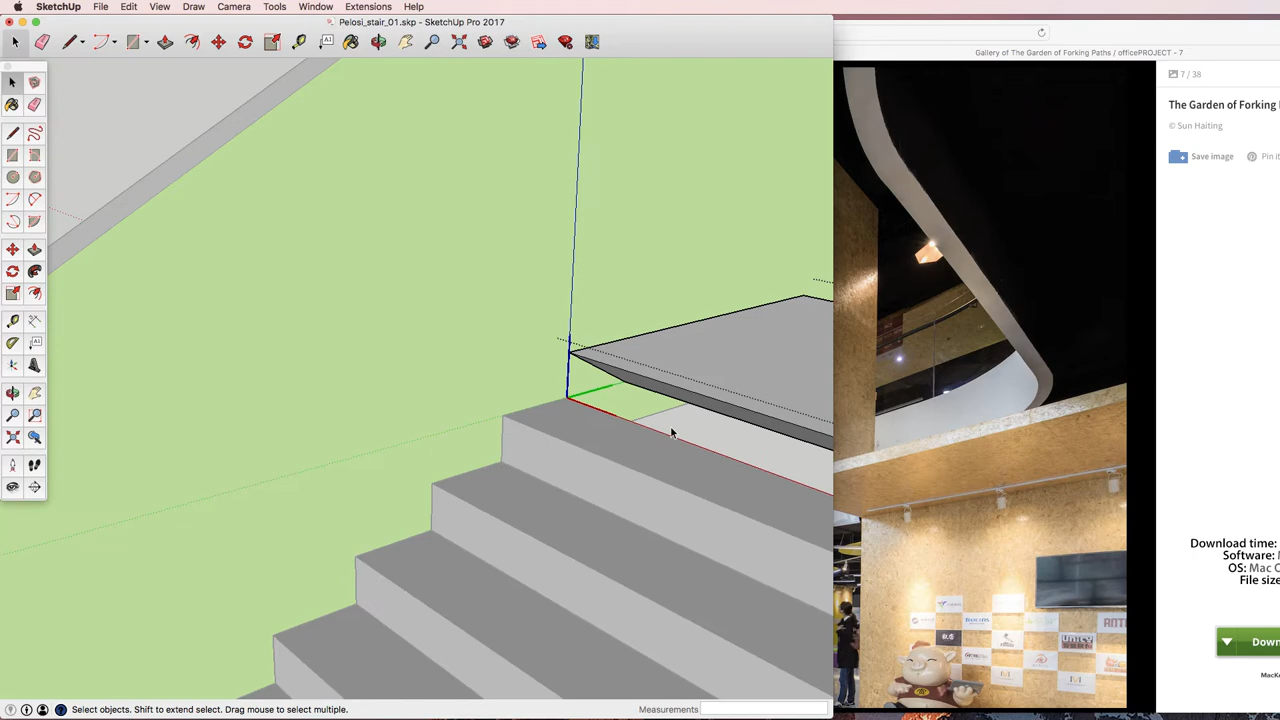 SketchUp File Edit View Draw Camera Tools Window Extensions Help
Pelosi_stair_01.skp - SketchUp Pro 2017
Gallery of The Garden of Forking Paths / officePROJECT - 7
7 / 38
The Garden of Forking
© Sun Haiting
Save image Pin i
Download time:
Software:
OS: Mac
File size
Down
UNITY
Select objects. Shift to extend select. Drag mouse to select multiple.
Measurements